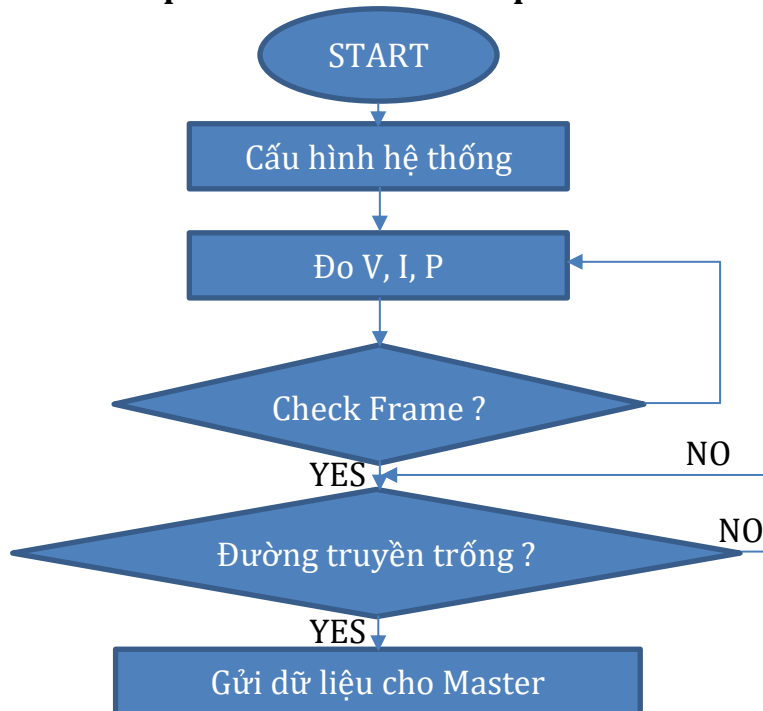 START
Cấu hình hệ thống
Đo V, I, P
Check Frame ?
YES
NO
Đường truyền trống ?
NO
YES
Gửi dữ liệu cho Master